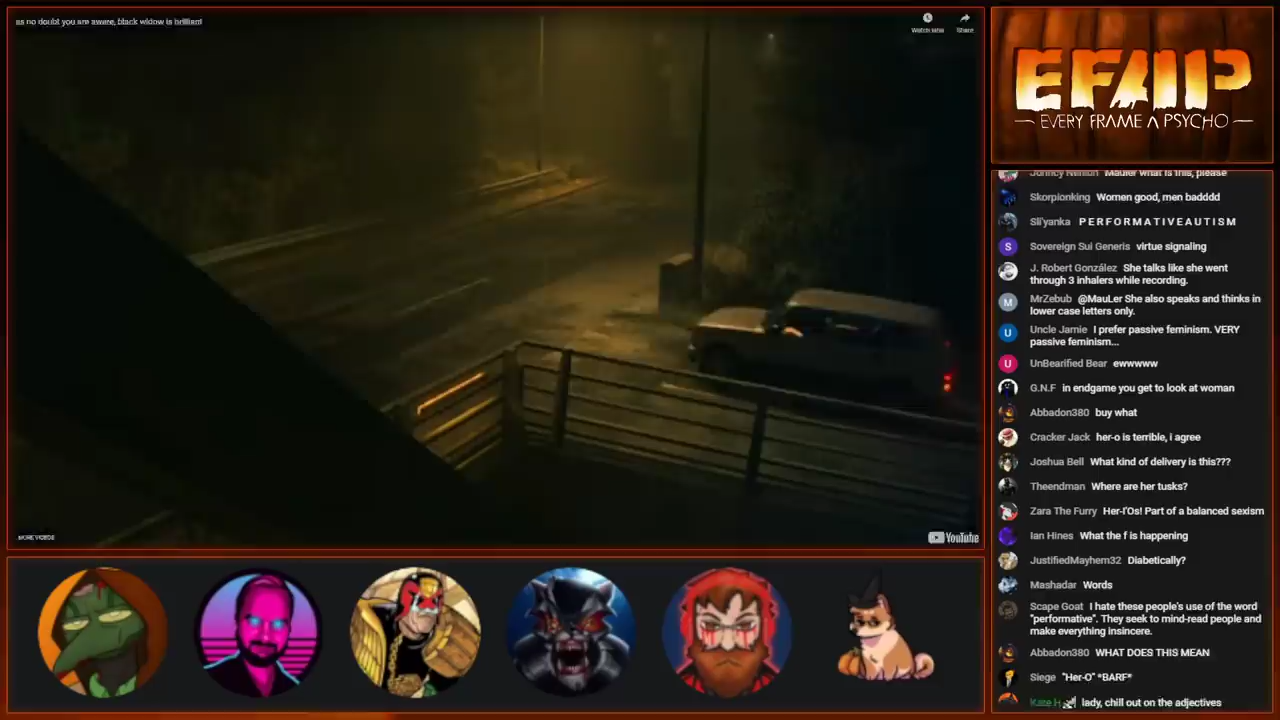 as no doubt you are aware, black widow is brilliant
Watch later
Share
MORE VIDEOS
YouTube
EFAP
EVERY FRAME A PSYCHO
Mauler what is this, please
Skorpionking Women good, men badddd
Sli'yanka P E R F O R M A T I V E A U T I S M
S
Sovereign Sui Generis virtue signaling
J. Robert González She talks like she went
through 3 inhalers while recording.
M
MrZebub @MauLer She also speaks and thinks in
lower case letters only.
U
Uncle Jamie I prefer passive feminism. VERY
passive feminism...
U
UnBearified Bear ewwwww
G.N.F in endgame you get to look at woman
Abbadon380 buy what
Cracker Jack her-o is terrible, i agree
Joshua Bell What kind of delivery is this???
Theendman Where are her tusks?
Zara The Furry Her-I'Os! Part of a balanced sexism
Ian Hines What the f is happening
JustifiedMayhem32 Diabetically?
Mashadar Words
Scape Goat I hate these people's use of the word
"performative". They seek to mind-read people and
make everything insincere.
Abbadon380 WHAT DOES THIS MEAN
Siege "Her-O" *BARF*
Kate H lady, chill out on the adjectives